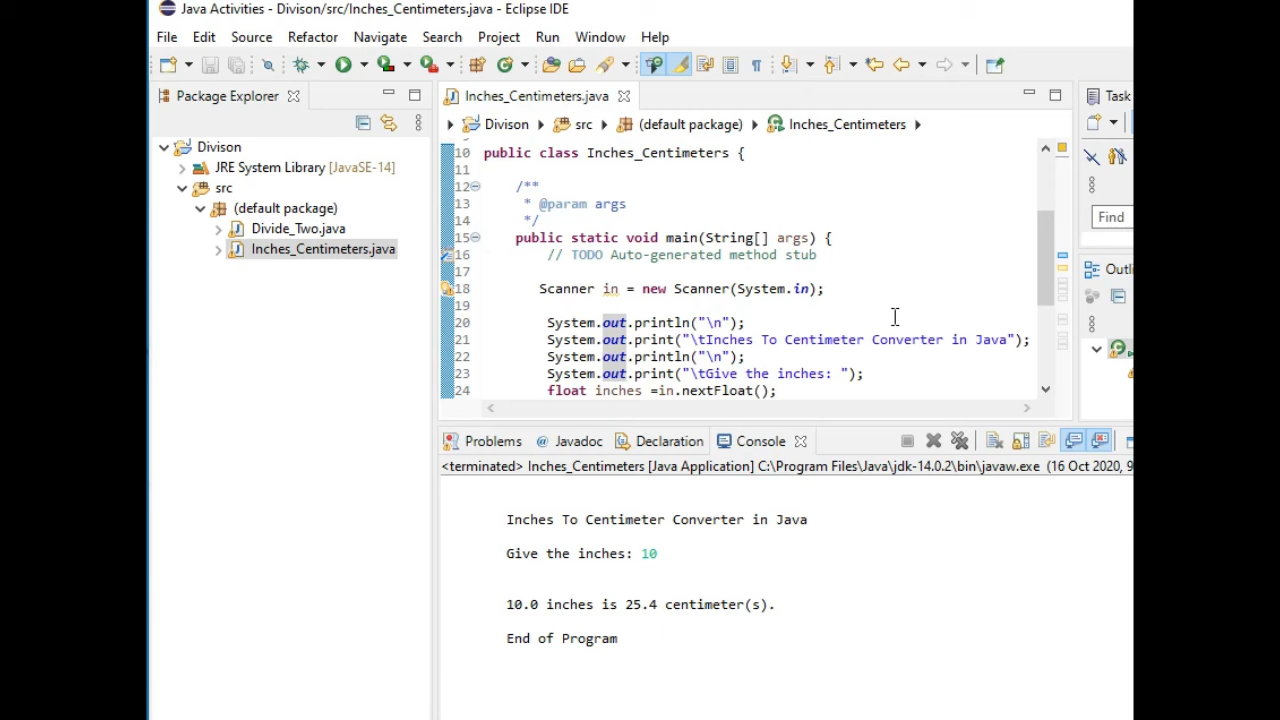 Java Activities - Divison/src/Inches_Centimeters.java - Eclipse IDE
File Edit Source Refactor Navigate Search Project Run Window Help
Package Explorer
Divison
JRE System Library [JavaSE-14]
src
(default package)
Divide_Two.java
Inches_Centimeters.java
Inches_Centimeters.java
Divison src (default package) Inches_Centimeters
10 public class Inches_Centimeters {
11
12 /**
13 * @param args
14 */
15 public static void main(String[] args) {
16 // TODO Auto-generated method stub
17
18 Scanner in = new Scanner(System.in);
19
20 System.out.println("\n");
21 System.out.print("\tInches To Centimeter Converter in Java");
22 System.out.println("\n");
23 System.out.print("\tGive the inches: ");
24 float inches =in.nextFloat();
Task
Find
Outli
Problems Javadoc Declaration Console
<terminated> Inches_Centimeters [Java Application] C:\Program Files\Java\jdk-14.0.2\bin\javaw.exe (16 Oct 2020, 9
Inches To Centimeter Converter in Java
Give the inches: 10
10.0 inches is 25.4 centimeter(s).
End of Program